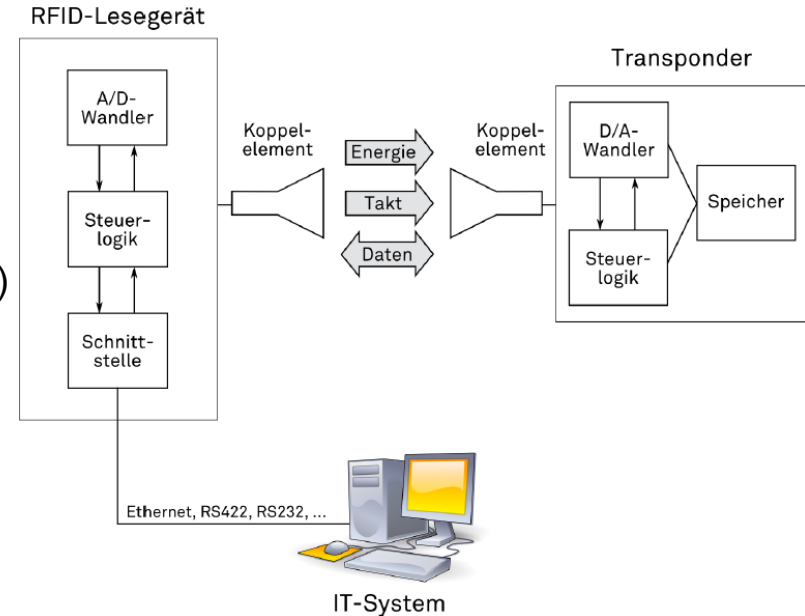 RFID-Lesegerät
A/D-
Wandler
Steuer-
logik
Schnitt-
stelle
)
Koppel-
element
Energie
Takt
Daten
Koppel-
element
Transponder
D/A-
Wandler
Steuer-
logik
Speicher
Ethernet, RS422, RS232, ...
IT-System